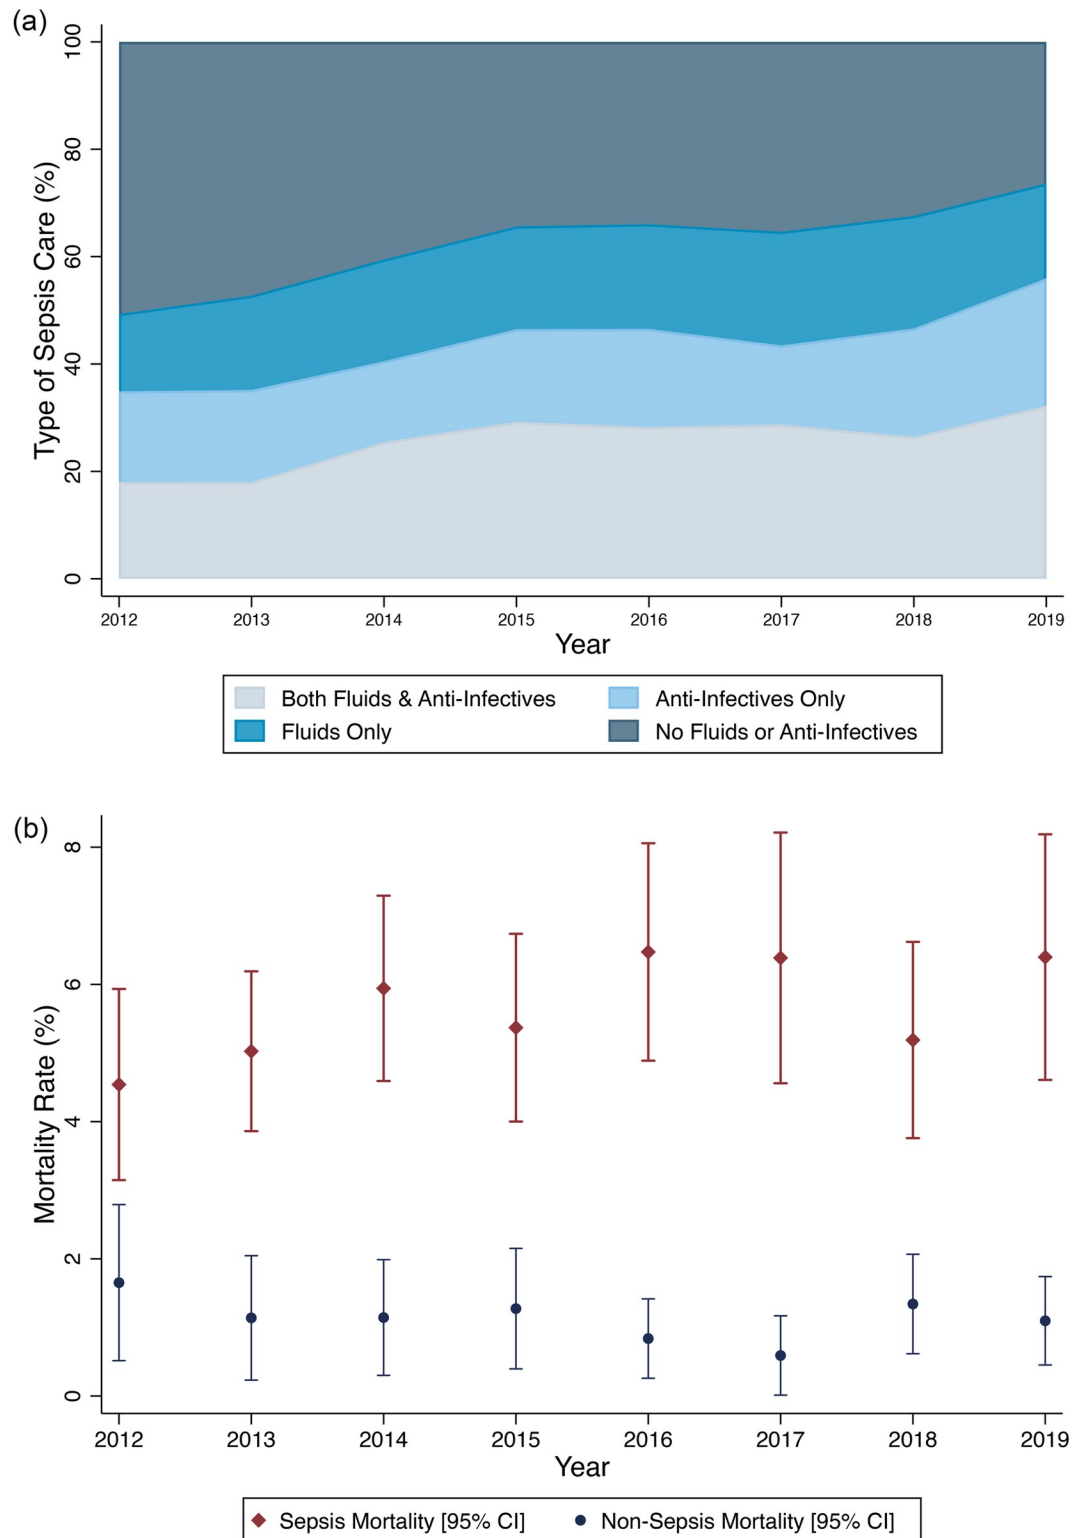 (a)
Type of Sepsis Care (%)
100
80
60
40
20
0
2012 2013 2014 2015 2016 2017 2018 2019
Year
Both Fluids & Anti-Infectives Anti-Infectives Only
Fluids Only No Fluids or Anti-Infectives
(b)
Mortality Rate (%)
8
6
4
2
0
2012 2013 2014 2015 2016 2017 2018 2019
Year
Sepsis Mortality [95% CI] Non-Sepsis Mortality [95% CI]